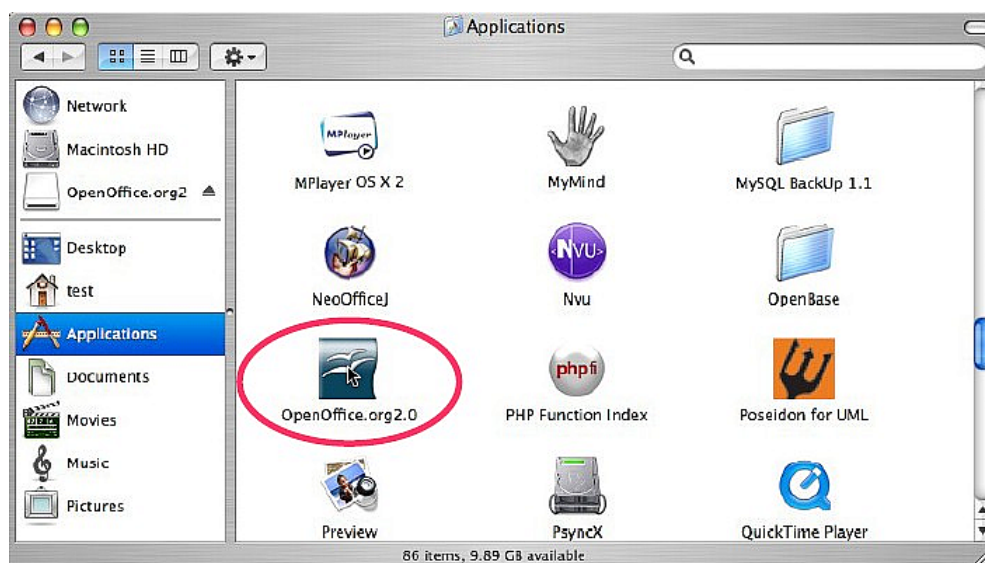 Applications
Network
Macintosh HD
OpenOffice.org2
Desktop
test
Applications
Documents
Movies
Music
Pictures
MPlayer
MPlayer OS X 2
MyMind
MySQL BackUp 1.1
NeoOfficeJ
NVU
Nvu
OpenBase
OpenOffice.org2.0
php fi
PHP Function Index
Poseidon for UML
Preview
PsyncX
QuickTime Player
86 items, 9.89 GB available